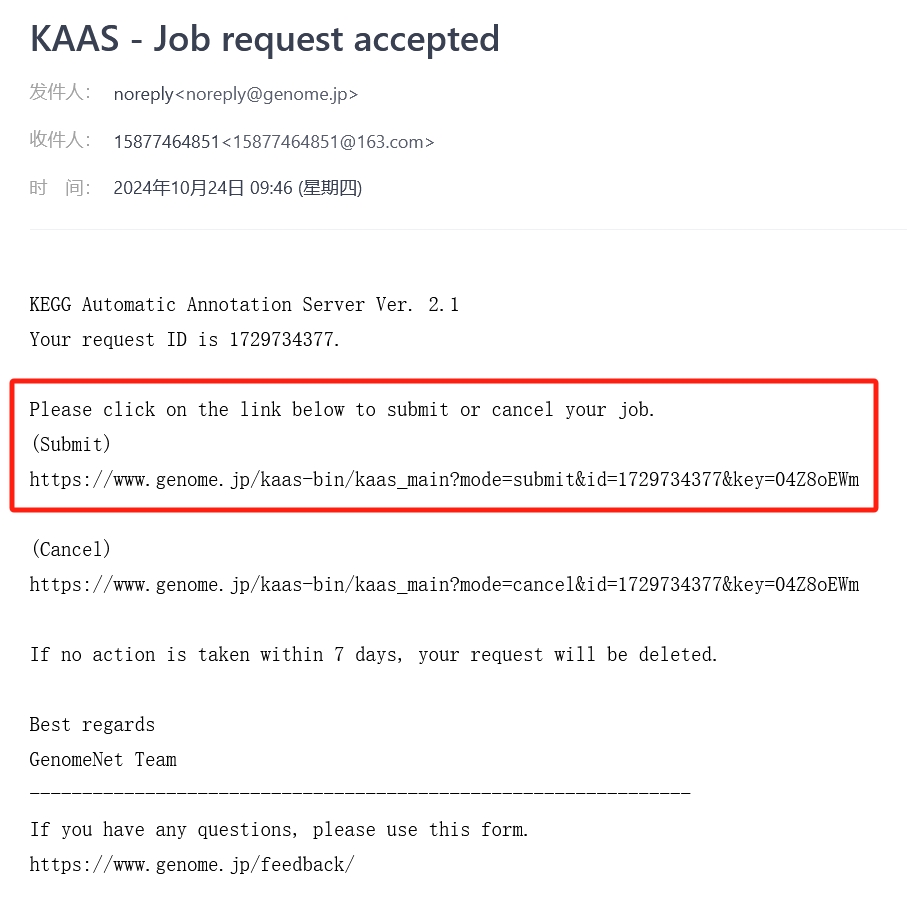 KAAS - Job request accepted
发件人： noreply<noreply@genome.jp>
收件人： 15877464851<15877464851@163.com>
时　间： 2024年10月24日 09:46 (星期四)
KEGG Automatic Annotation Server Ver. 2.1
Your request ID is 1729734377.
Please click on the link below to submit or cancel your job.
(Submit)
https://www.genome.jp/kaas-bin/kaas_main?mode=submit&id=1729734377&key=04Z8oEWm
(Cancel)
https://www.genome.jp/kaas-bin/kaas_main?mode=cancel&id=1729734377&key=04Z8oEWm
If no action is taken within 7 days, your request will be deleted.
Best regards
GenomeNet Team
---------------------------------------------------------------
If you have any questions, please use this form.
https://www.genome.jp/feedback/